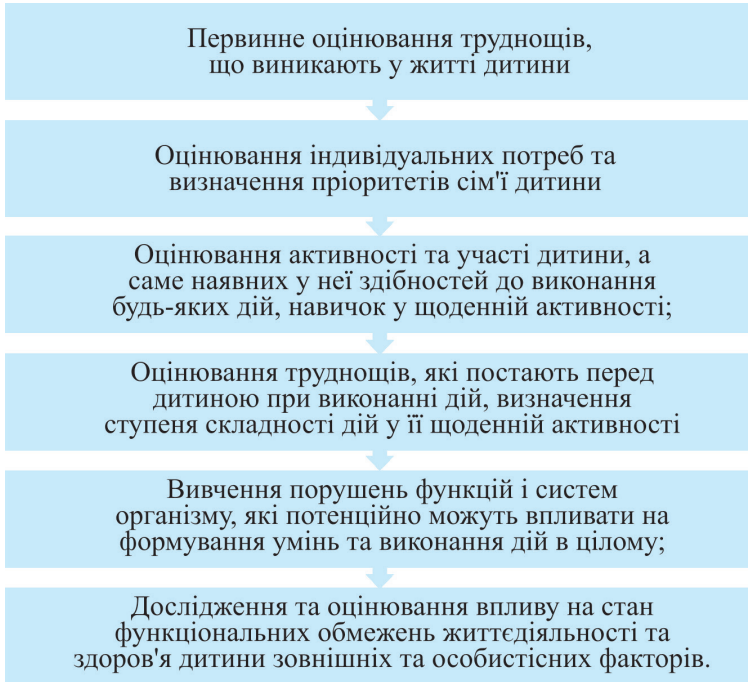 Первинне оцінювання труднощів,
що виникають у житті дитини
Оцінювання індивідуальних потреб та
визначення пріоритетів сім'ї дитини
Оцінювання активності та участі дитини, а
саме наявних у неї здібностей до виконання
будь-яких дій, навичок у щоденній активності;
Оцінювання труднощів, які постають перед
дитиною при виконанні дій, визначення
ступеня складності дій у її щоденній активності
Вивчення порушень функцій і систем
організму, які потенційно можуть впливати на
формування умінь та виконання дій в цілому;
Дослідження та оцінювання впливу на стан
функціональних обмежень життєдіяльності та
здоров'я дитини зовнішніх та особистісних факторів.